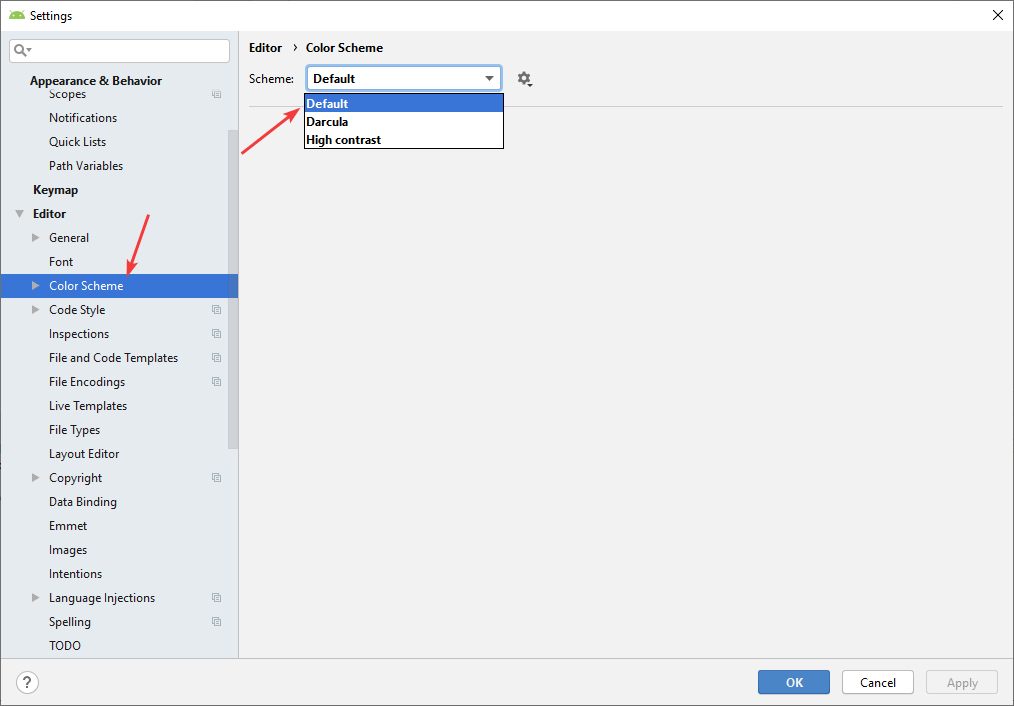 Settings
Appearance & Behavior
Scopes
Notifications
Quick Lists
Path Variables
Keymap
Editor
General
Font
Color Scheme
Code Style
Inspections
File and Code Templates
File Encodings
Live Templates
File Types
Layout Editor
Copyright
Data Binding
Emmet
Images
Intentions
Language Injections
Spelling
TODO
Editor › Color Scheme
Scheme: Default
Default
Darcula
High contrast
?
OK Cancel Apply